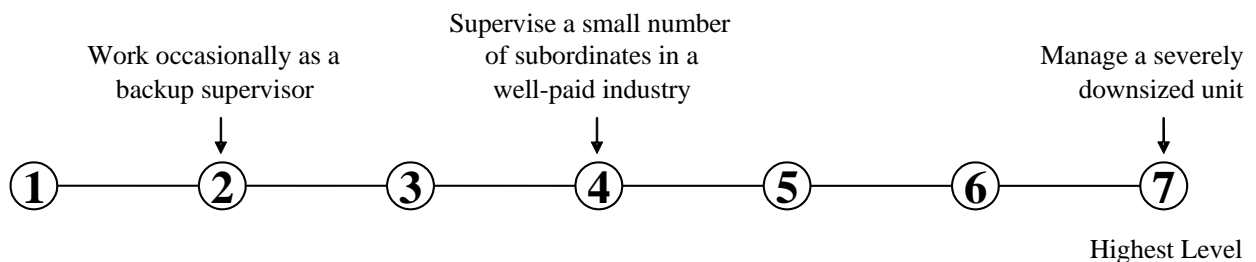 Work occasionally as a
backup supervisor
Supervise a small number
of subordinates in a
well-paid industry
Manage a severely
downsized unit
1 2 3 4 5 6 7
Highest Level